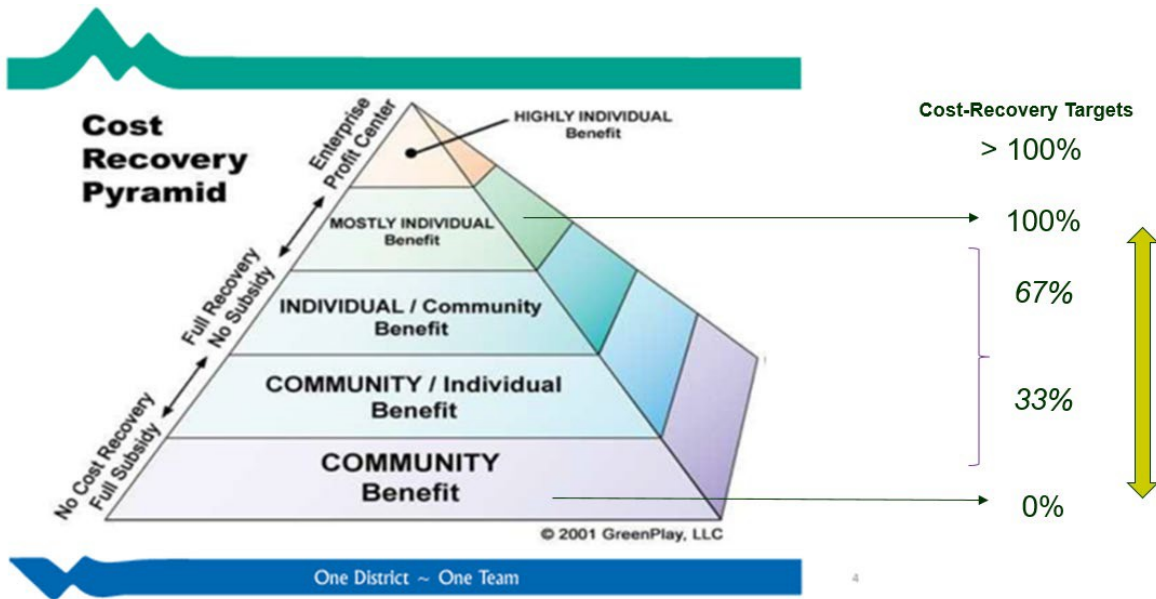 Cost
Recovery
Pyramid
Enterprise
Profit Center
HIGHLY INDIVIDUAL
Benefit
MOSTLY INDIVIDUAL
Benefit
Full Recovery
No Subsidy
INDIVIDUAL / Community
Benefit
COMMUNITY / Individual
Benefit
No Cost Recovery
Full Subsidy
COMMUNITY
Benefit
© 2001 GreenPlay, LLC
Cost-Recovery Targets
> 100%
100%
67%
33%
0%
One District ~ One Team
4